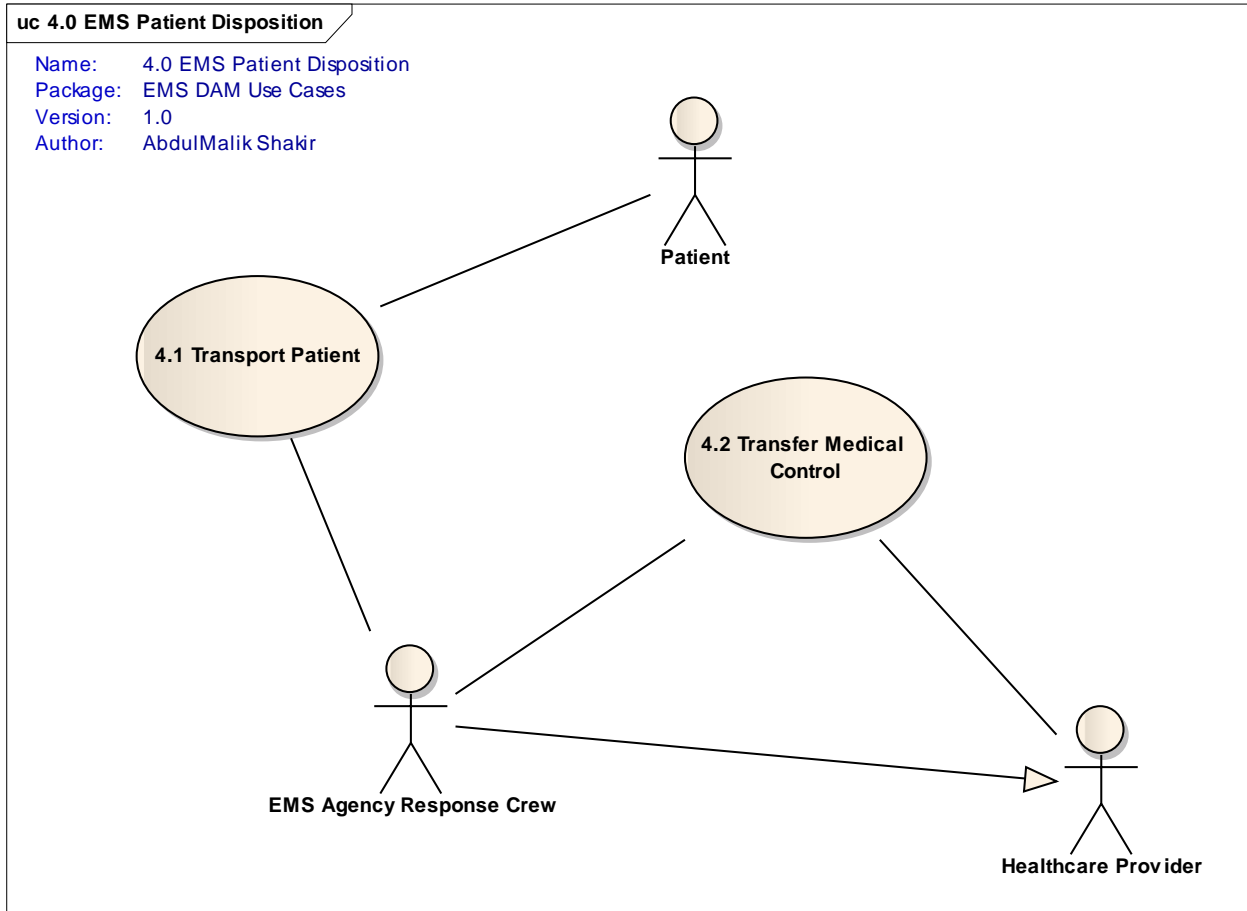 uc 4.0 EMS Patient Disposition
Name: 4.0 EMS Patient Disposition
Package: EMS DAM Use Cases
Version: 1.0
Author: AbdulMalik Shakir
Patient
4.1 Transport Patient
4.2 Transfer Medical
Control
EMS Agency Response Crew
Healthcare Provider